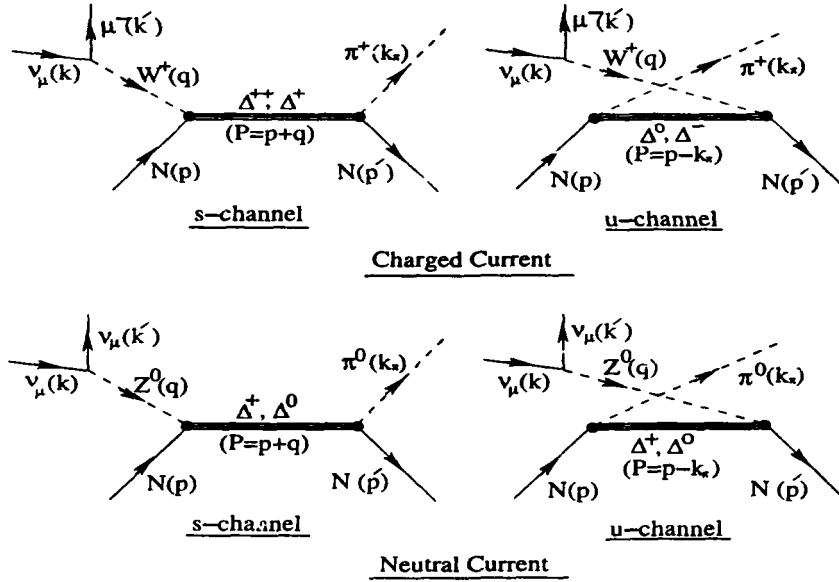 μ⁻(k´)
ν_μ(k)
W⁺(q)
π⁺(k_π)
Δ⁺⁺, Δ⁺
(P=p+q)
N(p)
N(p´)
s–channel
μ⁻(k´)
ν_μ(k)
W⁺(q)
π⁺(k_π)
Δ⁰, Δ⁻
(P=p–k_π)
N(p)
N(p´)
u–channel
Charged Current
ν_μ(k´)
ν_μ(k)
Z⁰(q)
π⁰(k_π)
Δ⁺, Δ⁰
(P=p+q)
N(p)
N (p´)
s–channel
ν_μ(k´)
ν_μ(k)
Z⁰(q)
π⁰(k_π)
Δ⁺, Δ⁰
(P=p–k_π)
N(p)
N (p´)
u–channel
Neutral Current